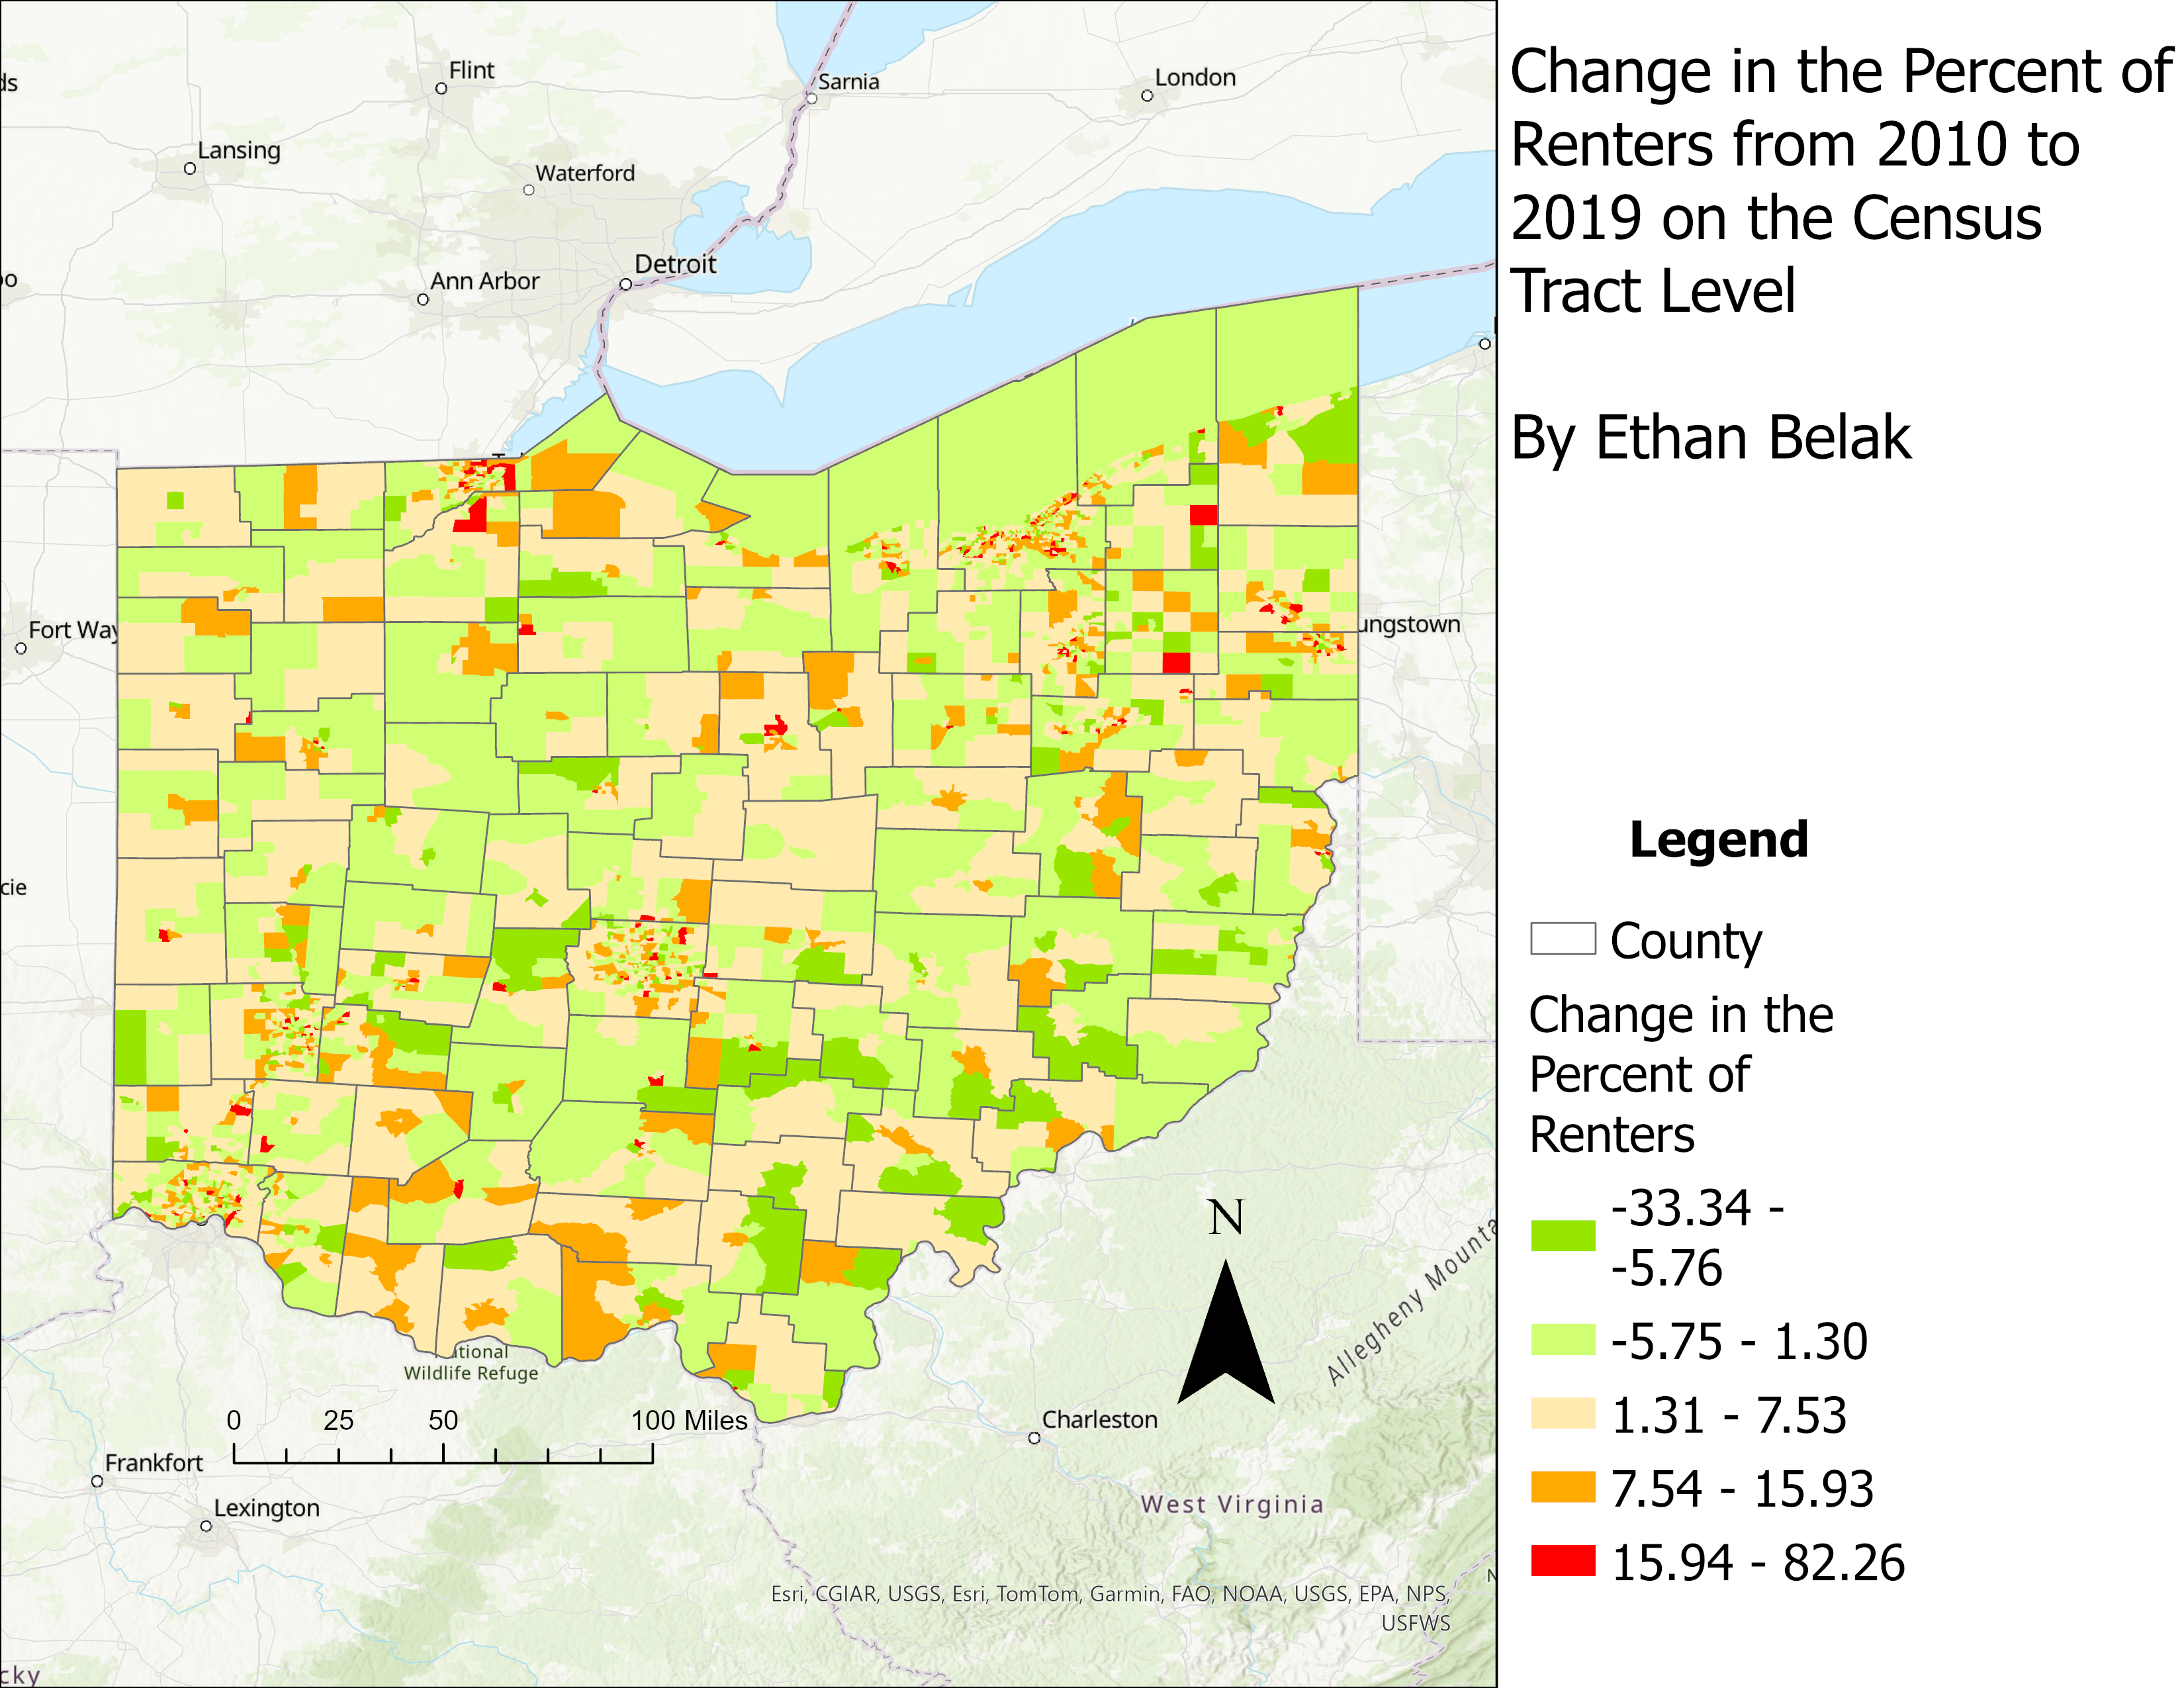 Change in the Percent of
Renters from 2010 to
2019 on the Census
Tract Level
By Ethan Belak
Flint
Sarnia
London
ds
Lansing
Waterford
Detroit
Ann Arbor
Fort Way
ungstown
cie
Legend
County
Change in the
Percent of
Renters
-33.34 -
-5.76
-5.75 - 1.30
1.31 - 7.53
7.54 - 15.93
15.94 - 82.26
N
Allegheny Mounta
ational
Wildlife Refuge
0 25 50 100 Miles
Charleston
Frankfort
Lexington
West Virginia
Esri, CGIAR, USGS, Esri, TomTom, Garmin, FAO, NOAA, USGS, EPA, NPS,
USFWS
cky